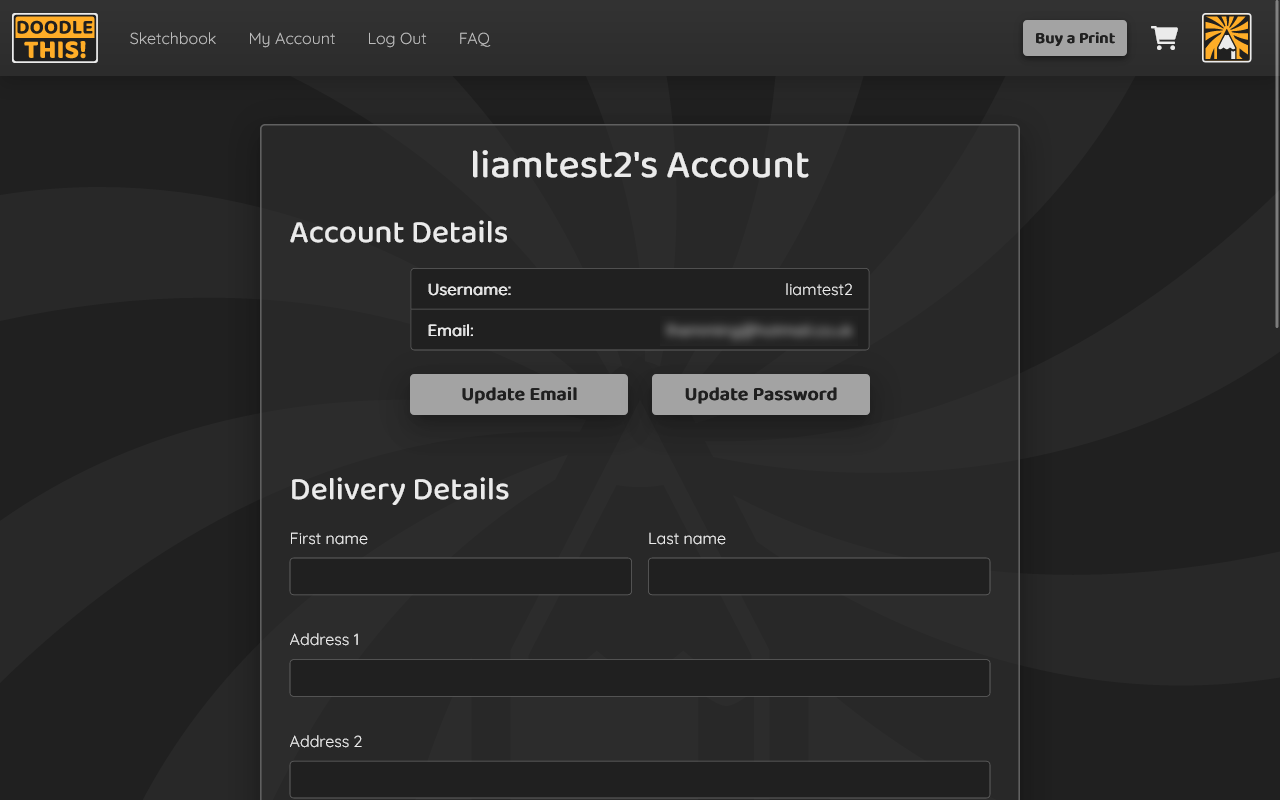 DOODLE
THIS!
Sketchbook
My Account
Log Out
FAQ
Buy a Print
liamtest2's Account
Account Details
Username: liamtest2
Email:
Update Email
Update Password
Delivery Details
First name
Last name
Address 1
Address 2